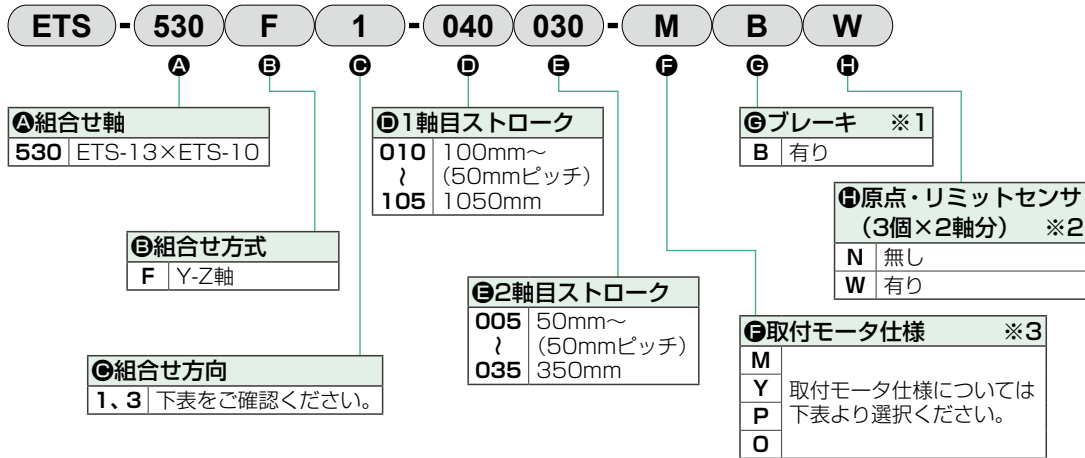 ETS-530F1-040030-MBW
A B C D E F G H
A組合せ軸
530 ETS-13×ETS-10
B組合せ方式
F Y-Z軸
C組合せ方向
1、3 下表をご確認ください。
D1軸目ストローク
010 100mm〜
〜 (50mmピッチ)
105 1050mm
E2軸目ストローク
005 50mm〜
〜 (50mmピッチ)
035 350mm
F取付モータ仕様 ※3
M
Y 取付モータ仕様については
P 下表より選択ください。
O
Gブレーキ ※1
B 有り
H原点・リミットセンサ
(3個×2軸分) ※2
N 無し
W 有り